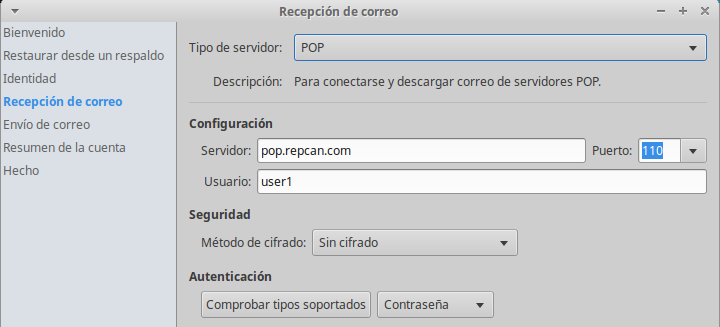 Recepción de correo
Bienvenido
Restaurar desde un respaldo
Identidad
Recepción de correo
Envío de correo
Resumen de la cuenta
Hecho
Tipo de servidor: POP
Descripción: Para conectarse y descargar correo de servidores POP.
Configuración
Servidor: pop.repcan.com Puerto: 110
Usuario: user1
Seguridad
Método de cifrado: Sin cifrado
Autenticación
Comprobar tipos soportados Contraseña